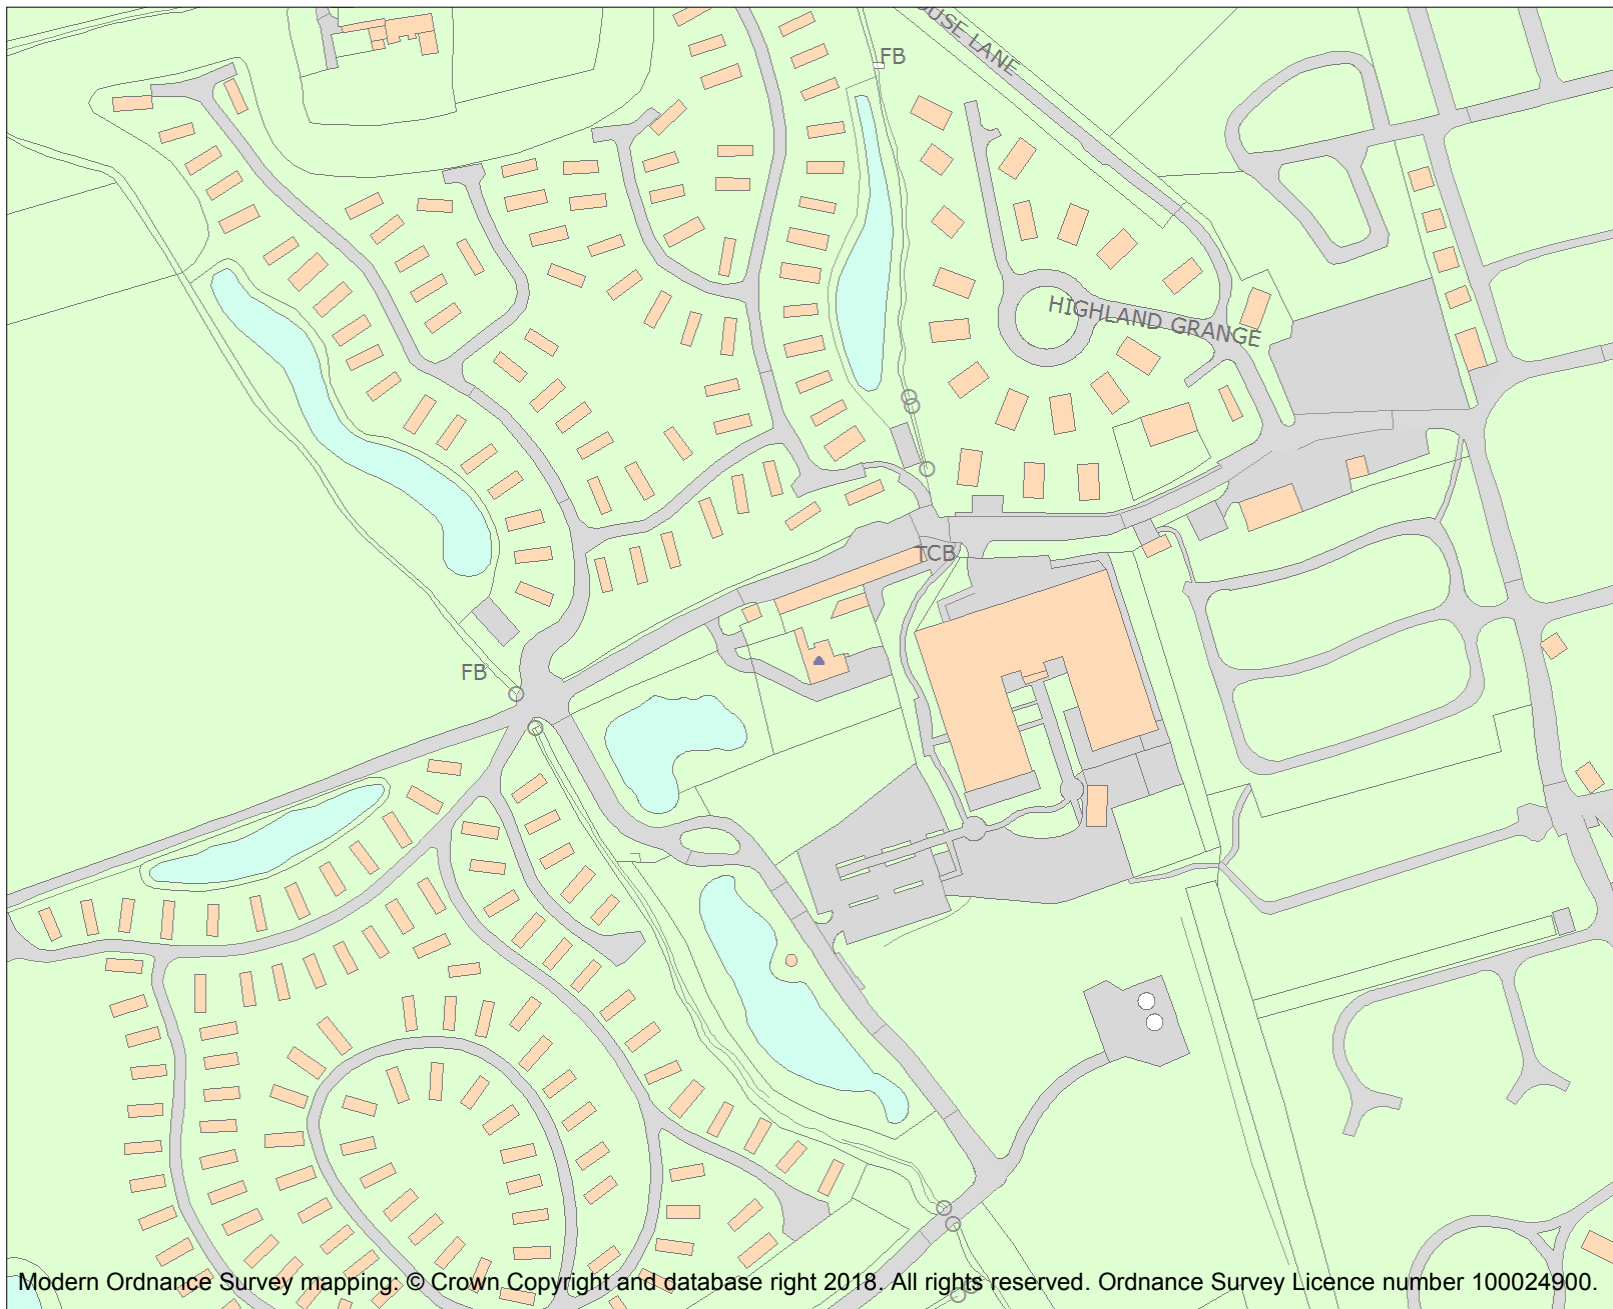 USE LANE
FB
HIGHLAND GRANGE
TCB
FB
Modern Ordnance Survey mapping: © Crown Copyright and database right 2018. All rights reserved. Ordnance Survey Licence number 100024900.